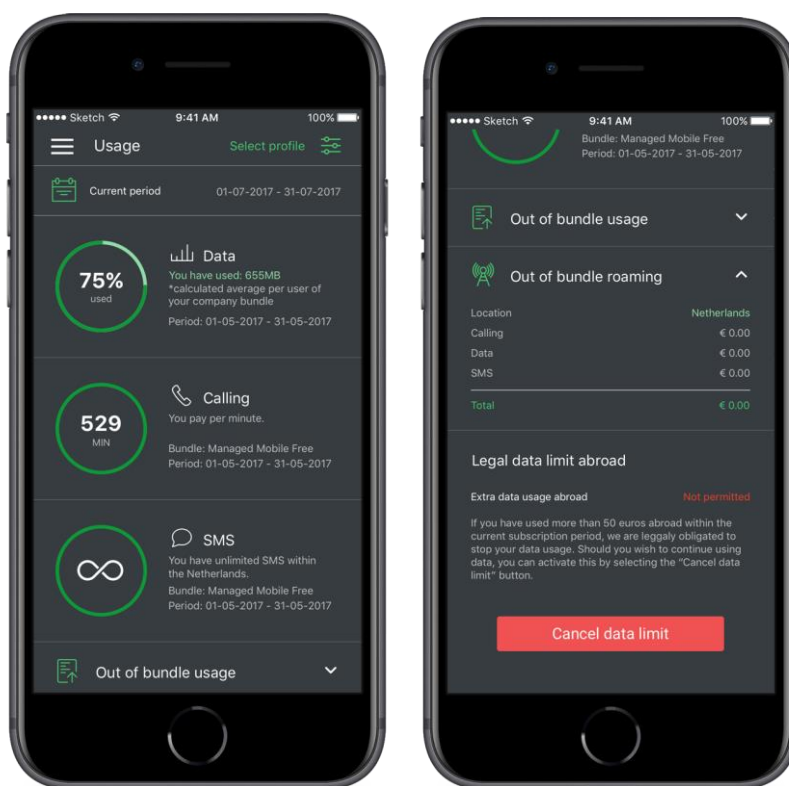 Sketch 9:41 AM 100%
Usage Select profile
Current period 01-07-2017 - 31-07-2017
75%
used
Data
You have used: 655MB
*calculated average per user of
your company bundle
Period: 01-05-2017 - 31-05-2017
529
MIN
Calling
You pay per minute.
Bundle: Managed Mobile Free
Period: 01-05-2017 - 31-05-2017
SMS
You have unlimited SMS within
the Netherlands.
Bundle: Managed Mobile Free
Period: 01-05-2017 - 31-05-2017
Out of bundle usage
Sketch 9:41 AM 100%
Bundle: Managed Mobile Free
Period: 01-05-2017 - 31-05-2017
Out of bundle usage
Out of bundle roaming
Location Netherlands
Calling € 0.00
Data € 0.00
SMS € 0.00
Total € 0.00
Legal data limit abroad
Extra data usage abroad Not permitted
If you have used more than 50 euros abroad within the
current subscription period, we are leggaly obligated to
stop your data usage. Should you wish to continue using
data, you can activate this by selecting the “Cancel data
limit” button.
Cancel data limit